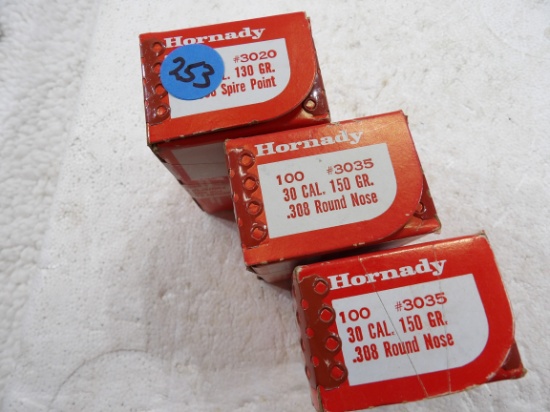 Hornady
#3020
253
130 GR.
Spire Point
Hornady
100 #3035
30 CAL. 150 GR.
.308 Round Nose
Hornady
100 #3035
30 CAL. 150 GR.
.308 Round Nose